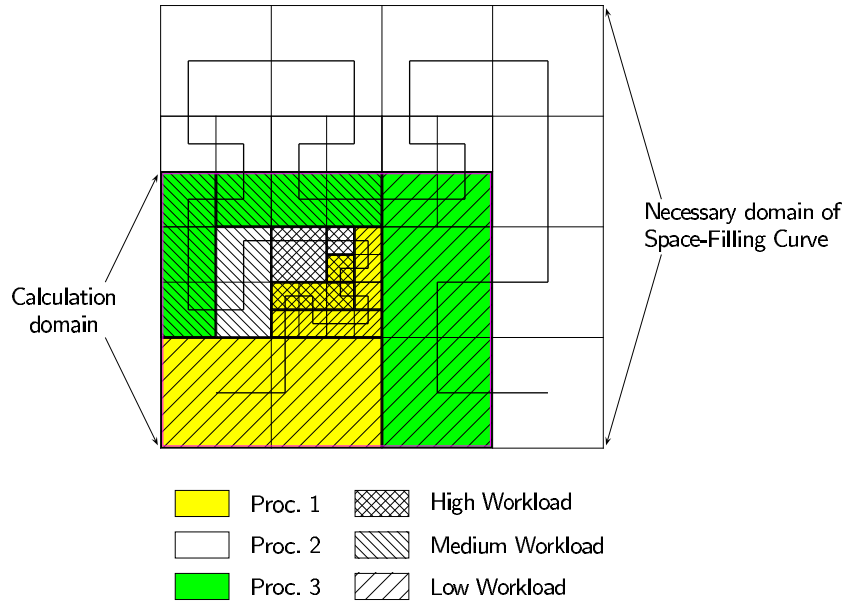 Necessary domain of
Space-Filling Curve
Calculation
domain
Proc. 1
High Workload
Proc. 2
Medium Workload
Proc. 3
Low Workload